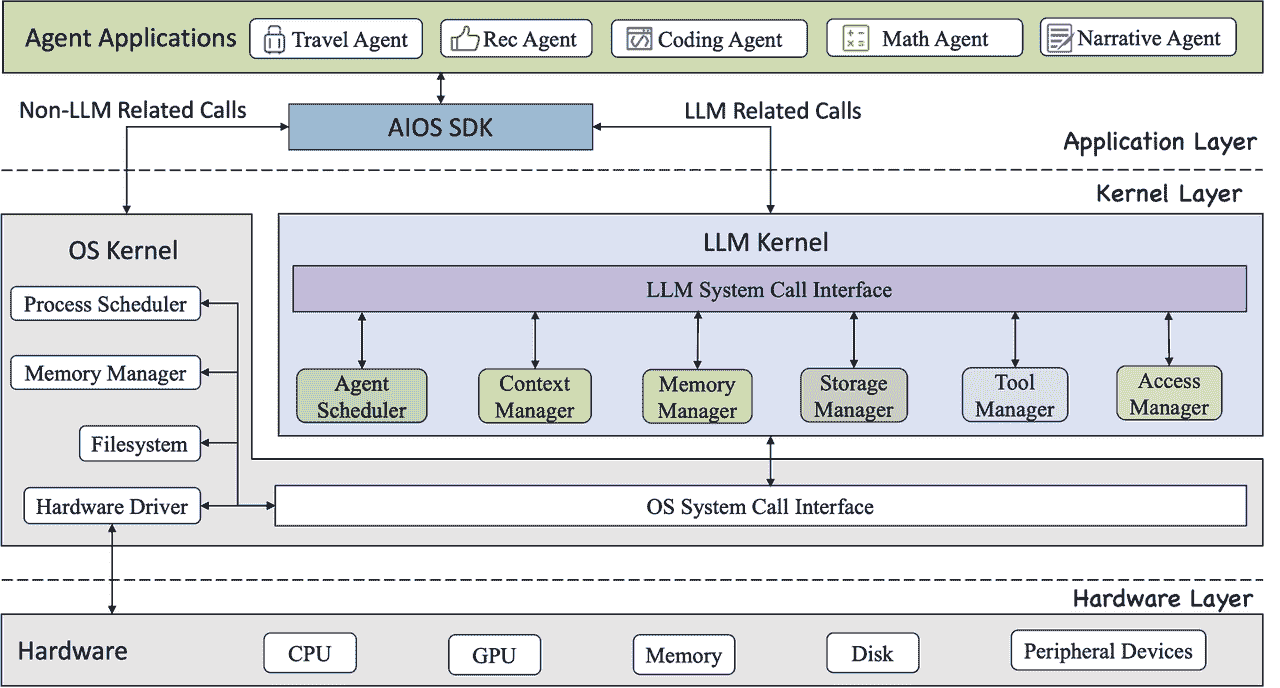 Agent Applications
Travel Agent
Rec Agent
Coding Agent
Math Agent
Narrative Agent
Non-LLM Related Calls
AIOS SDK
LLM Related Calls
Application Layer
Kernel Layer
OS Kernel
Process Scheduler
Memory Manager
Filesystem
Hardware Driver
LLM Kernel
LLM System Call Interface
Agent
Scheduler
Context
Manager
Memory
Manager
Storage
Manager
Tool
Manager
Access
Manager
OS System Call Interface
Hardware Layer
Hardware
CPU
GPU
Memory
Disk
Peripheral Devices